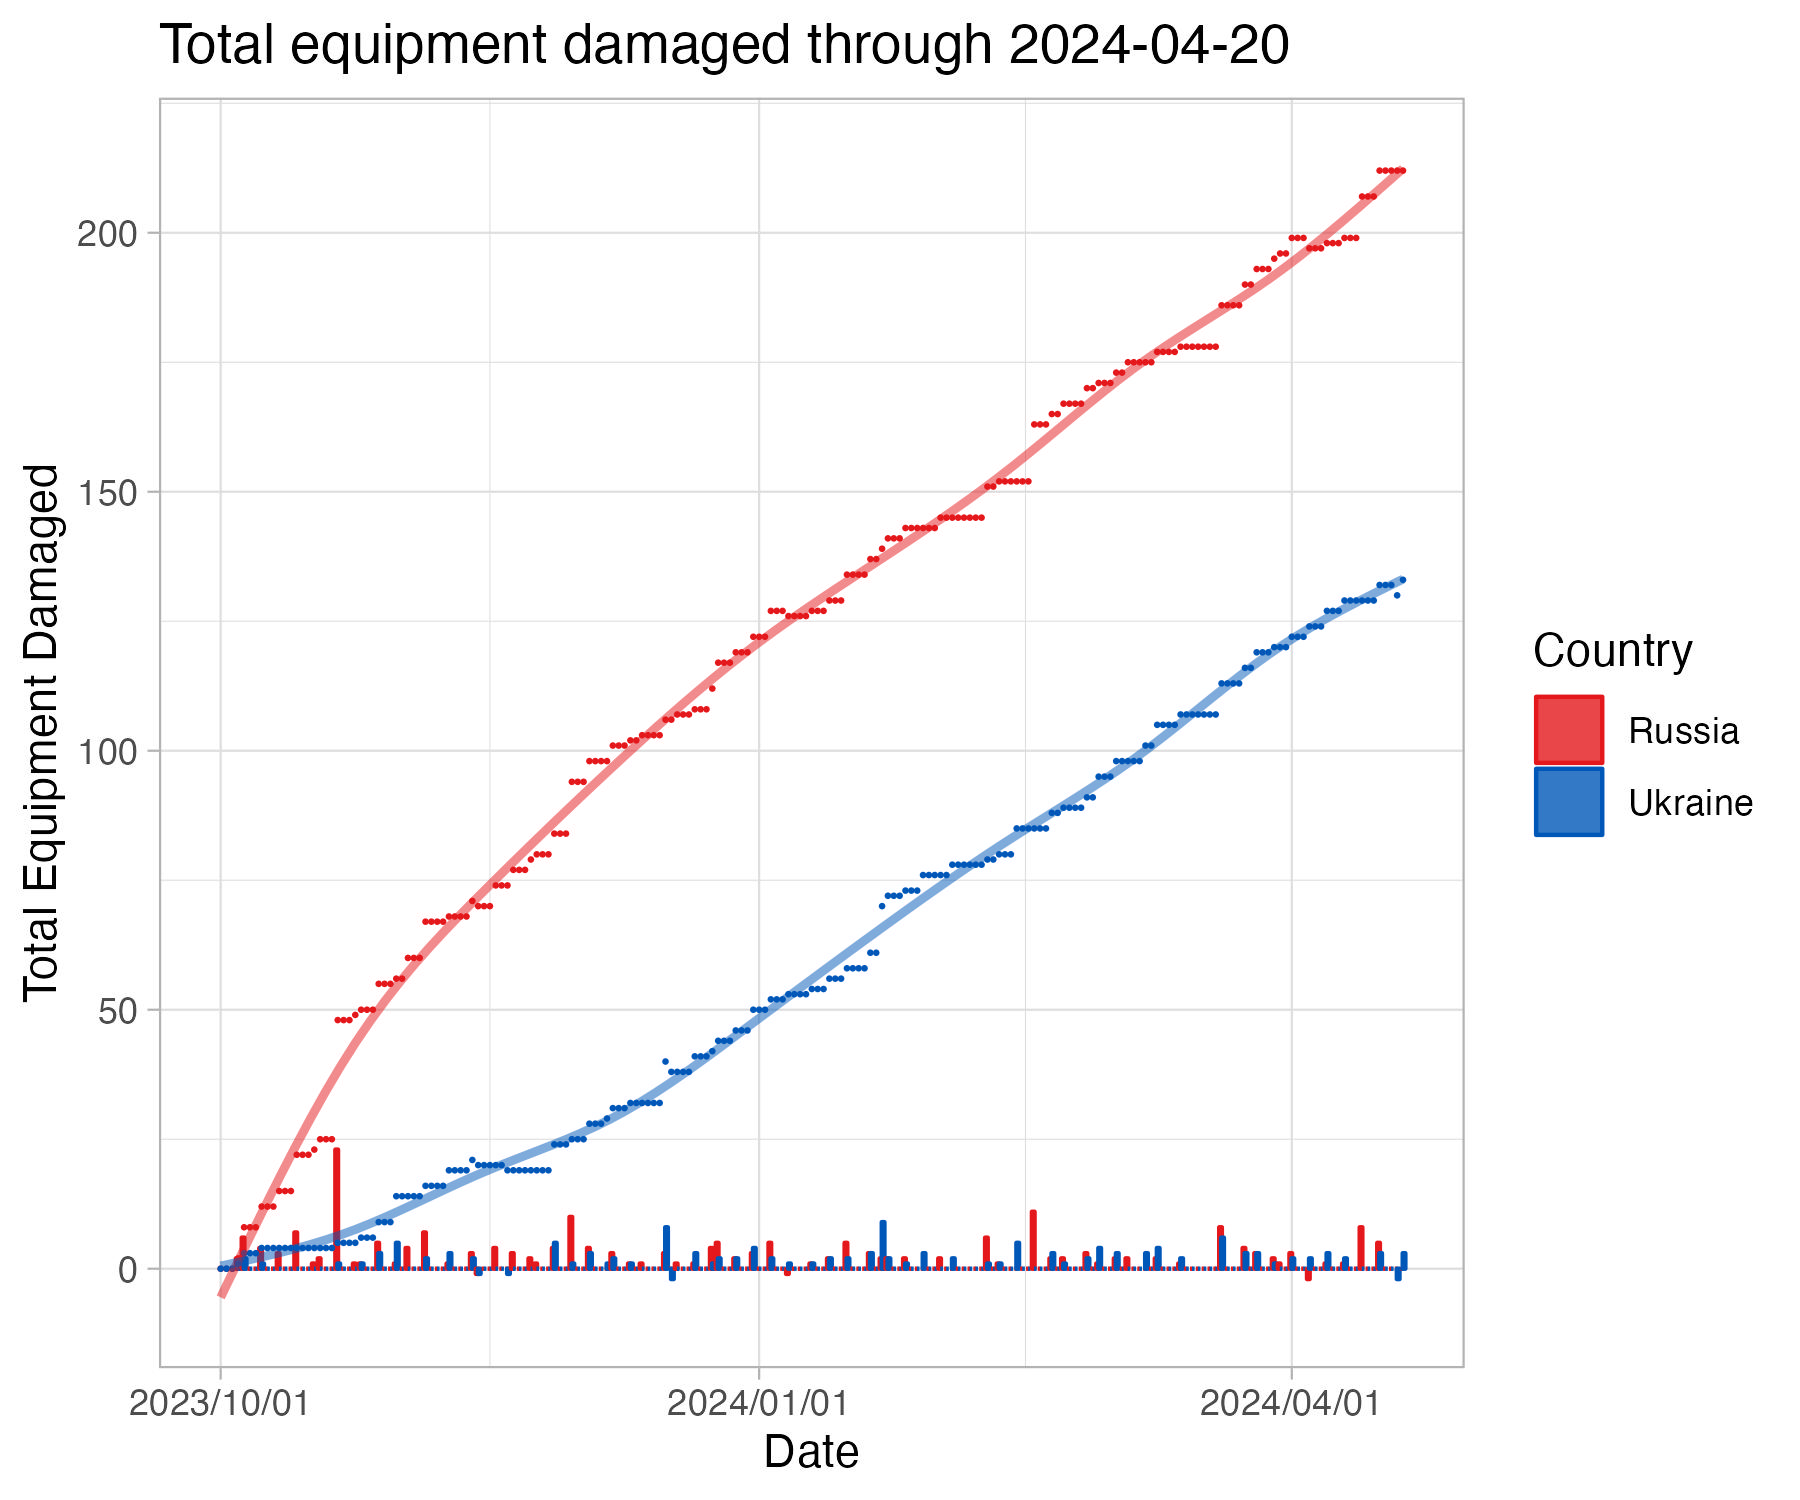 Total equipment damaged through 2024-04-20
Total Equipment Damaged
200
150
100
50
0
2023/10/01
2024/01/01
2024/04/01
Date
Country
Russia
Ukraine